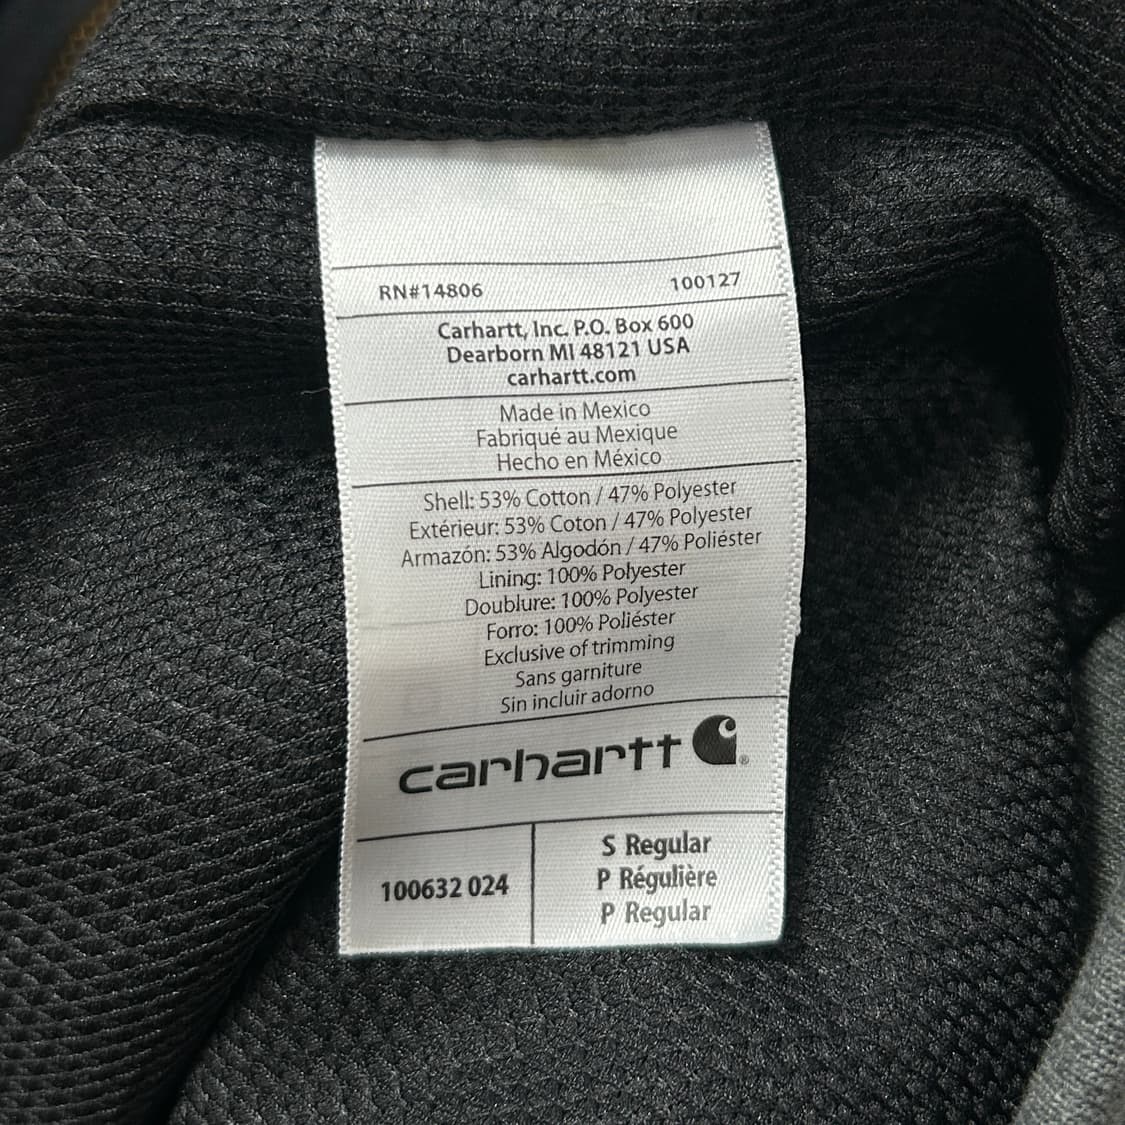 RN#14806 100127
Carhartt, Inc. P.O. Box 600
Dearborn MI 48121 USA
carhartt.com
Made in Mexico
Fabriqué au Mexique
Hecho en México
Shell: 53% Cotton / 47% Polyester
Extérieur: 53% Coton / 47% Polyester
Armazón: 53% Algodón / 47% Poliéster
Lining: 100% Polyester
Doublure: 100% Polyester
Forro: 100% Poliéster
Exclusive of trimming
Sans garniture
Sin incluir adorno
carhartt ®
100632 024
S Regular
P Régulière
P Regular